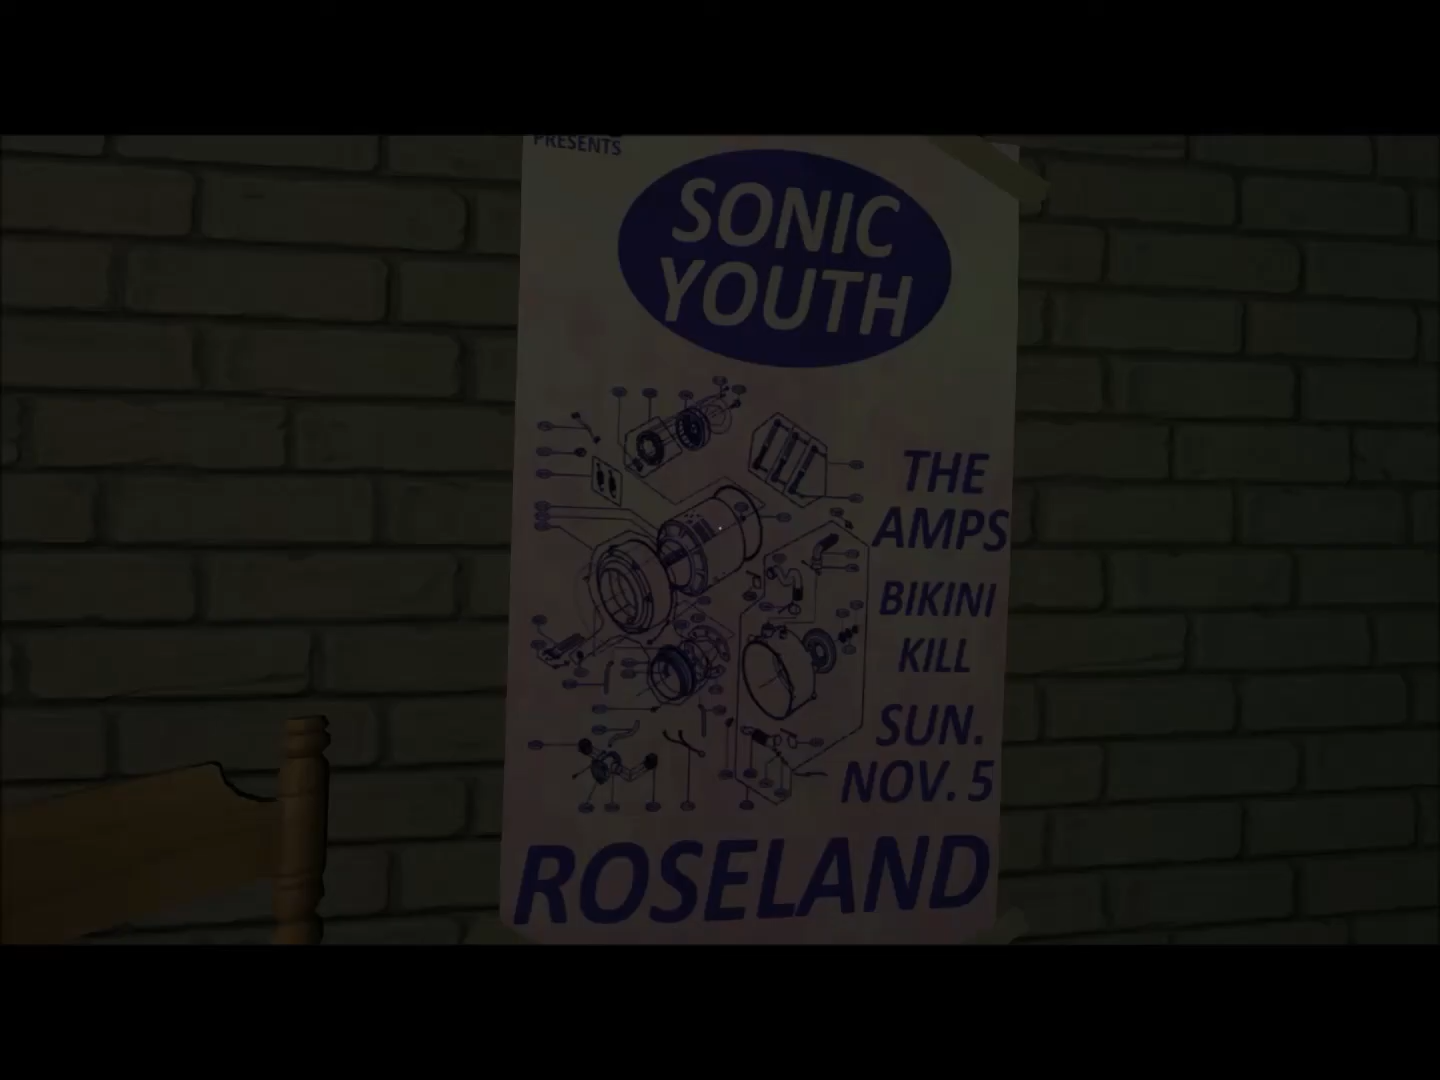 PRESENTS
SONIC
YOUTH
THE
AMPS
BIKINI
KILL
SUN.
NOV. 5
ROSELAND